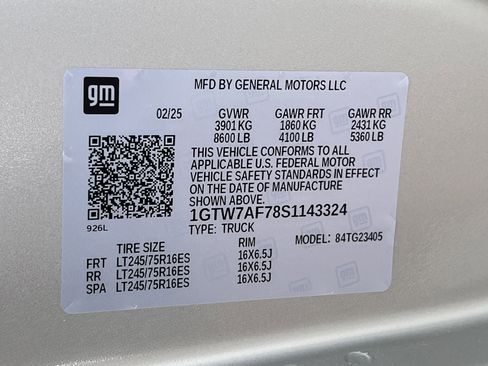 gm
MFD BY GENERAL MOTORS LLC
02/25 GVWR GAWR FRT GAWR RR
3901 KG 1860 KG 2431 KG
8600 LB 4100 LB 5360 LB
THIS VEHICLE CONFORMS TO ALL
APPLICABLE U.S. FEDERAL MOTOR
VEHICLE SAFETY STANDARDS IN EFFECT
ON THE DATE OF MANUFACTURE
SHOWN ABOVE.
1GTW7AF78S1143324
926L TYPE: TRUCK MODEL: 84TG23405
TIRE SIZE RIM
FRT LT245/75R16ES 16X6.5J
RR LT245/75R16ES 16X6.5J
SPA LT245/75R16ES 16X6.5J